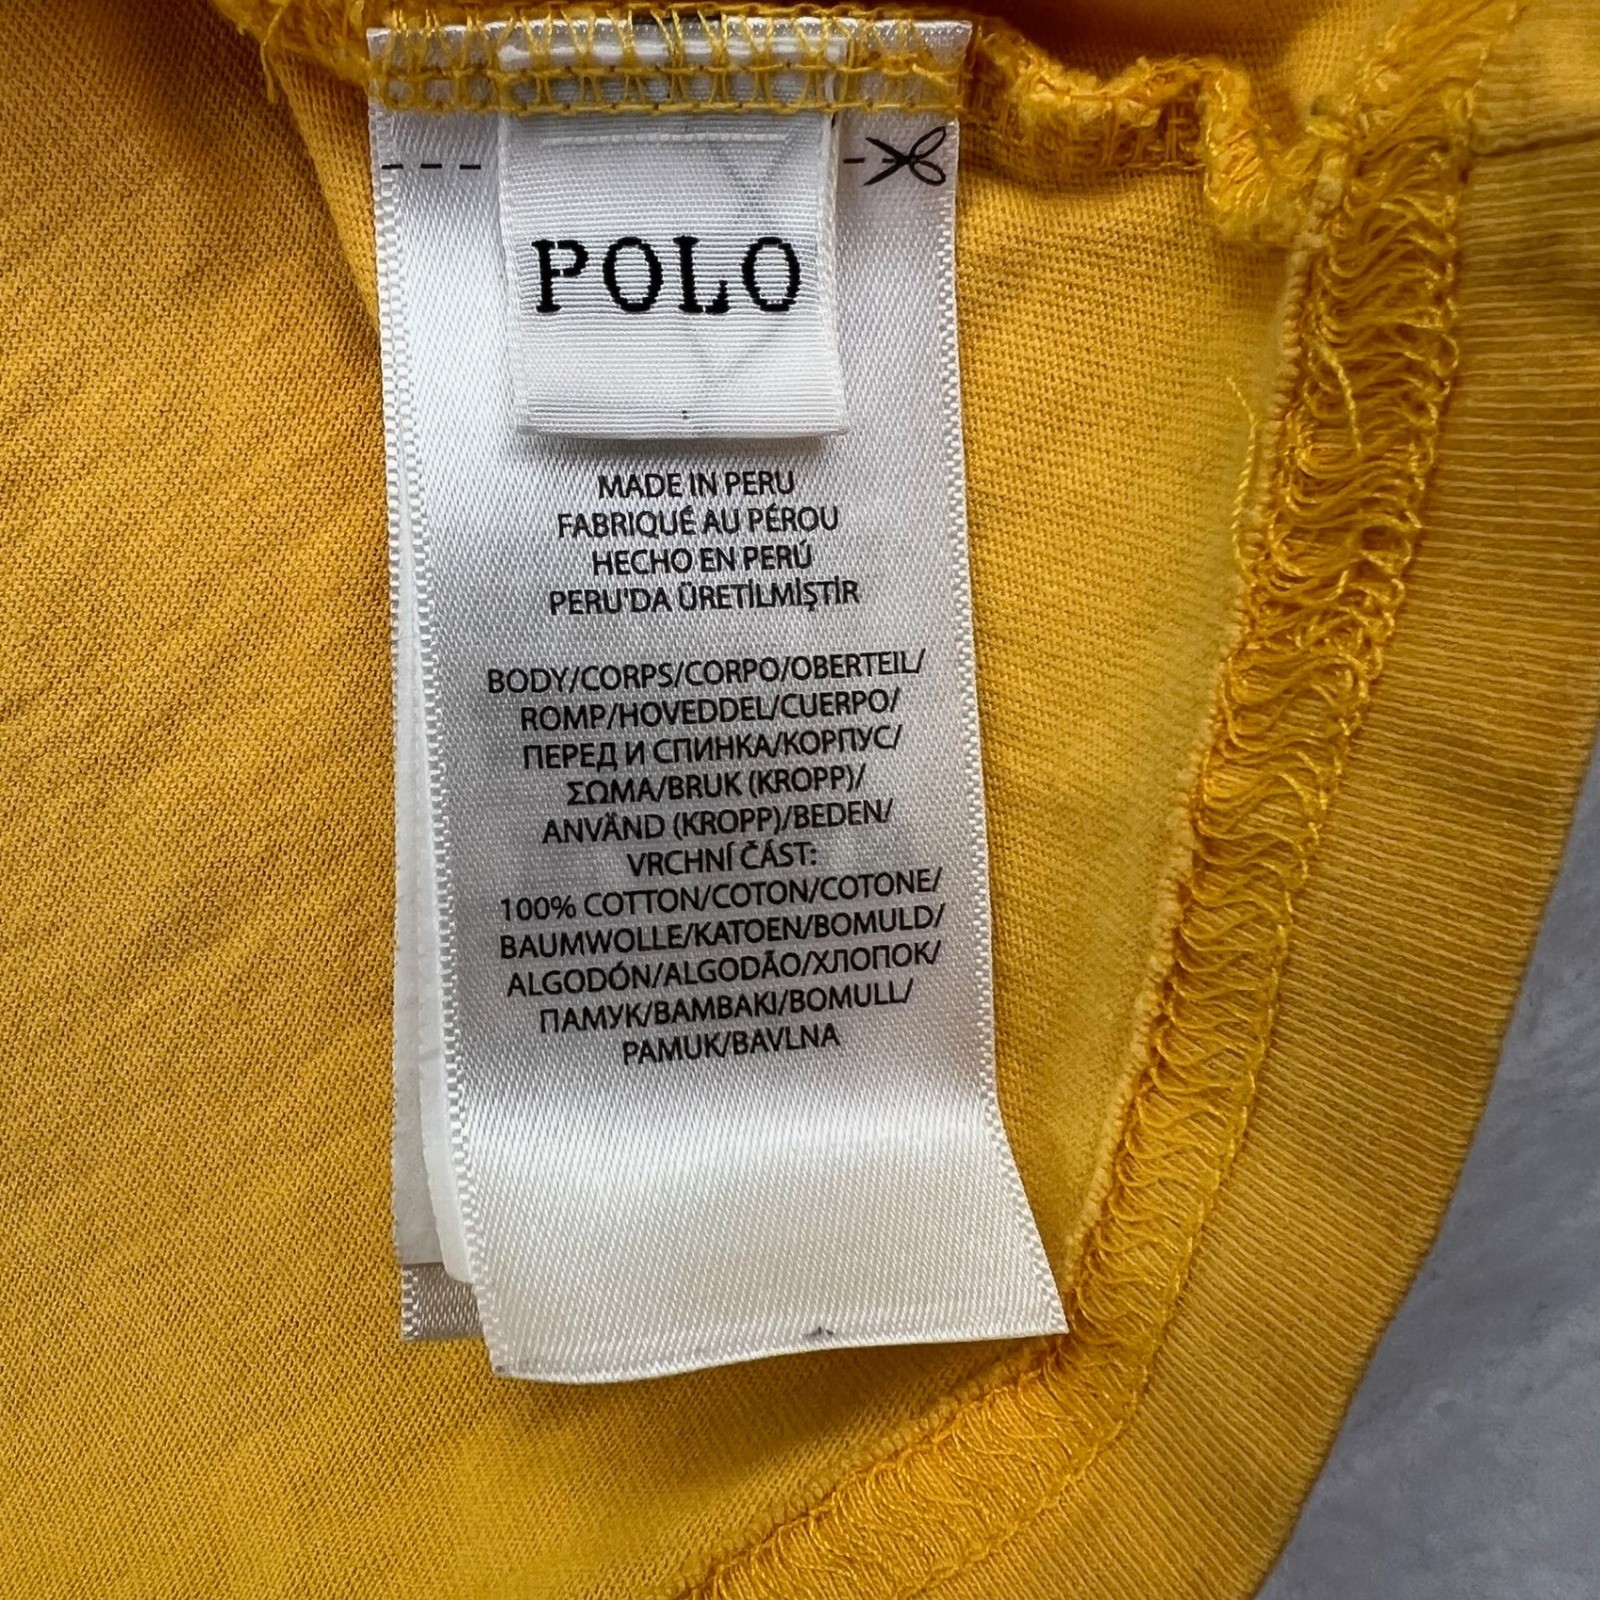 POLO
MADE IN PERU
FABRIQUÉ AU PÉROU
HECHO EN PERÚ
PERU'DA ÜRETİLMİŞTİR
BODY/CORPS/CORPO/OBERTEIL/
ROMP/HOVEDDEL/CUERPO/
ПЕРЕД И СПИНКА/КОРПУС/
ΣΩΜΑ/BRUK (KROPP)/
ANVÄND (KROPP)/BEDEN/
VRCHNÍ ČÁST:
100% COTTON/COTON/COTONE/
BAUMWOLLE/KATOEN/BOMULD/
ALGODÓN/ALGODÃO/ХЛОПОК/
ПАМУК/ΒΑΜΒΑΚΙ/BOMULL/
PAMUK/BAVLNA